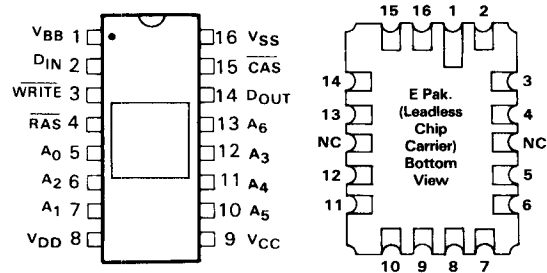 VBB 1 16 VSS
DIN 2 15 CAS
WRITE 3 14 DOUT
RAS 4 13 A6
A0 5 12 A3
A2 6 11 A4
A1 7 10 A5
VDD 8 9 VCC
15 16 1 2
14 3
13 4
NC NC
12 5
11 6
E Pak.
(Leadless
Chip
Carrier)
Bottom
View
10 9 8 7